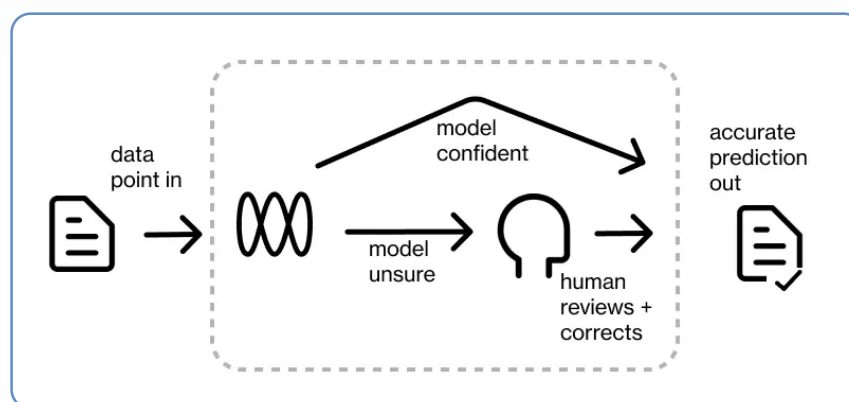 data
point in
model
confident
model
unsure
human
reviews +
corrects
accurate
prediction
out